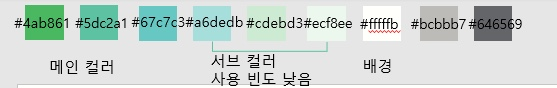 #4ab861 #5dc2a1 #67c7c3 #a6dedb #cdebd3 #ecf8ee #fffffb #bcbbb7 #646569
메인 컬러
서브 컬러
사용 빈도 낮음
배경